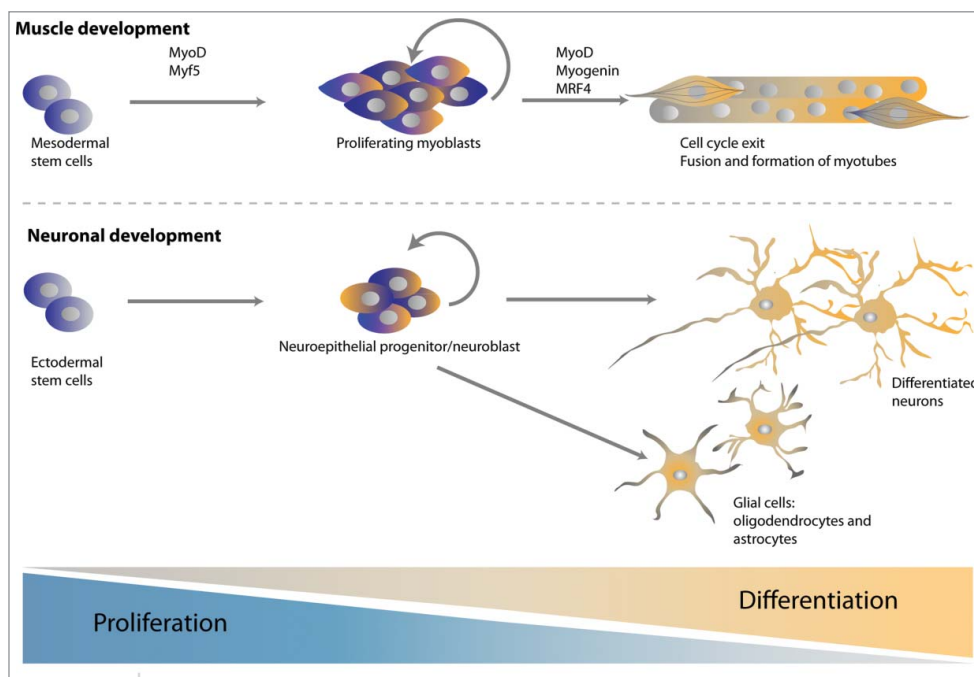 Muscle development
MyoD
Myf5
MyoD
Myogenin
MRF4
Mesodermal
stem cells
Proliferating myoblasts
Cell cycle exit
Fusion and formation of myotubes
Neuronal development
Ectodermal
stem cells
Neuroepithelial progenitor/neuroblast
Differentiated
neurons
Glial cells:
oligodendrocytes and
astrocytes
Proliferation
Differentiation